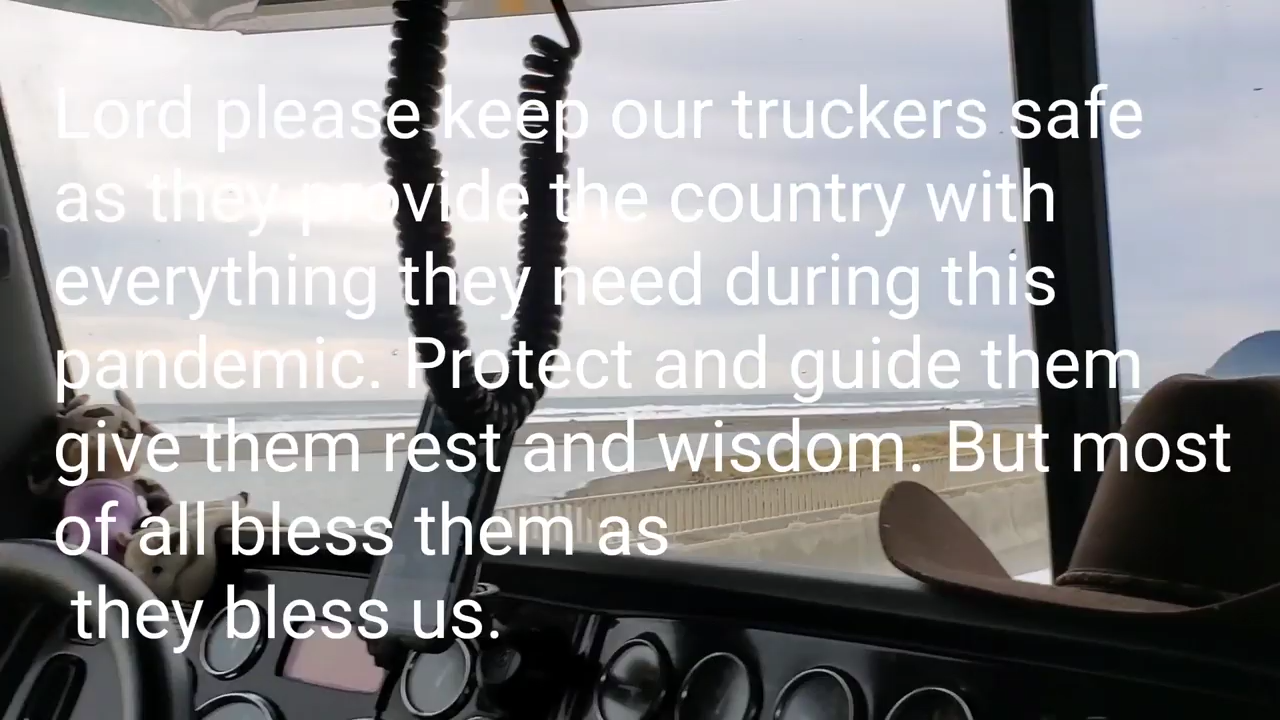 Lord please keep our truckers safe
as they provide the country with
everything they need during this
pandemic. Protect and guide them
give them rest and wisdom. But most
of all bless them as
they bless us.